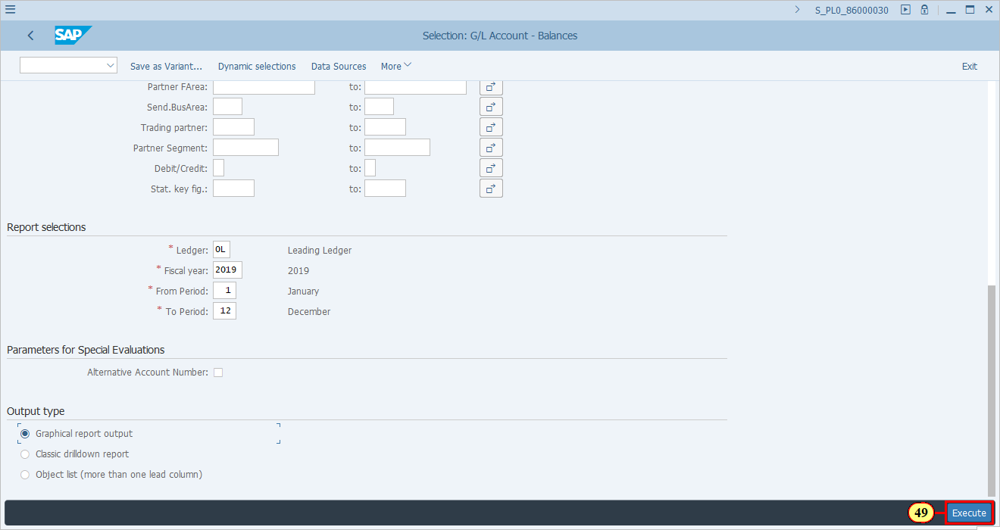 S_PL0_86000030
SAP
Selection: G/L Account - Balances
Save as Variant... Dynamic selections Data Sources More Exit
Partner FArea: to:
Send.BusArea: to:
Trading partner: to:
Partner Segment: to:
Debit/Credit: to:
Stat. key fig.: to:
Report selections
* Ledger: 0L Leading Ledger
* Fiscal year: 2019 2019
* From Period: 1 January
* To Period: 12 December
Parameters for Special Evaluations
Alternative Account Number:
Output type
Graphical report output
Classic drilldown report
Object list (more than one lead column)
49 Execute